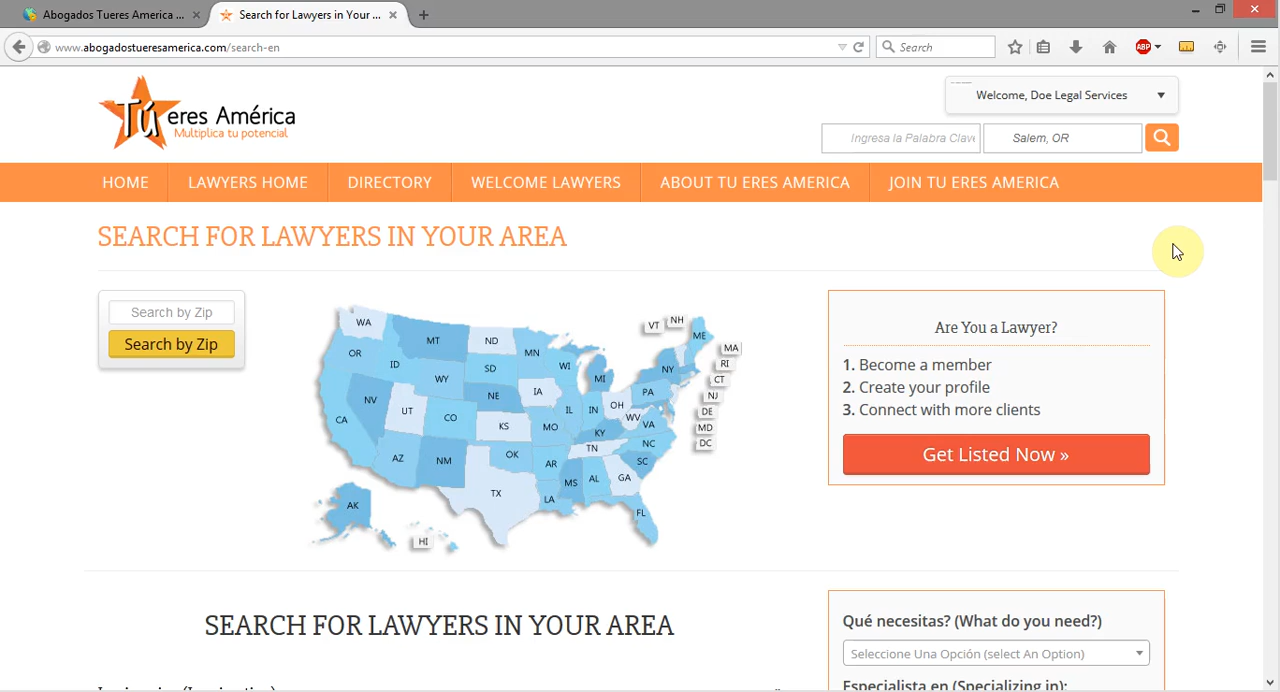 Abogados Tueres America ...
Search for Lawyers in Your ...
www.abogadostueresamerica.com/search-en
Search
ABP
Tú eres América
Multiplica tu potencial
Welcome, Doe Legal Services
Ingresa la Palabra Clave
Salem, OR
HOME
LAWYERS HOME
DIRECTORY
WELCOME LAWYERS
ABOUT TU ERES AMERICA
JOIN TU ERES AMERICA
SEARCH FOR LAWYERS IN YOUR AREA
Search by Zip
Search by Zip
WA
MT
ND
MN
VT
NH
ME
OR
ID
WY
SD
WI
MI
NY
MA
RI
CT
NV
UT
CO
NE
IA
IL
IN
OH
PA
NJ
DE
MD
DC
CA
KS
MO
KY
WV
VA
AZ
NM
OK
AR
TN
NC
SC
TX
LA
MS
AL
GA
FL
AK
HI
Are You a Lawyer?
1. Become a member
2. Create your profile
3. Connect with more clients
Get Listed Now »
SEARCH FOR LAWYERS IN YOUR AREA
Qué necesitas? (What do you need?)
Seleccione Una Opción (select An Option)
Especialista en (Specializing in):